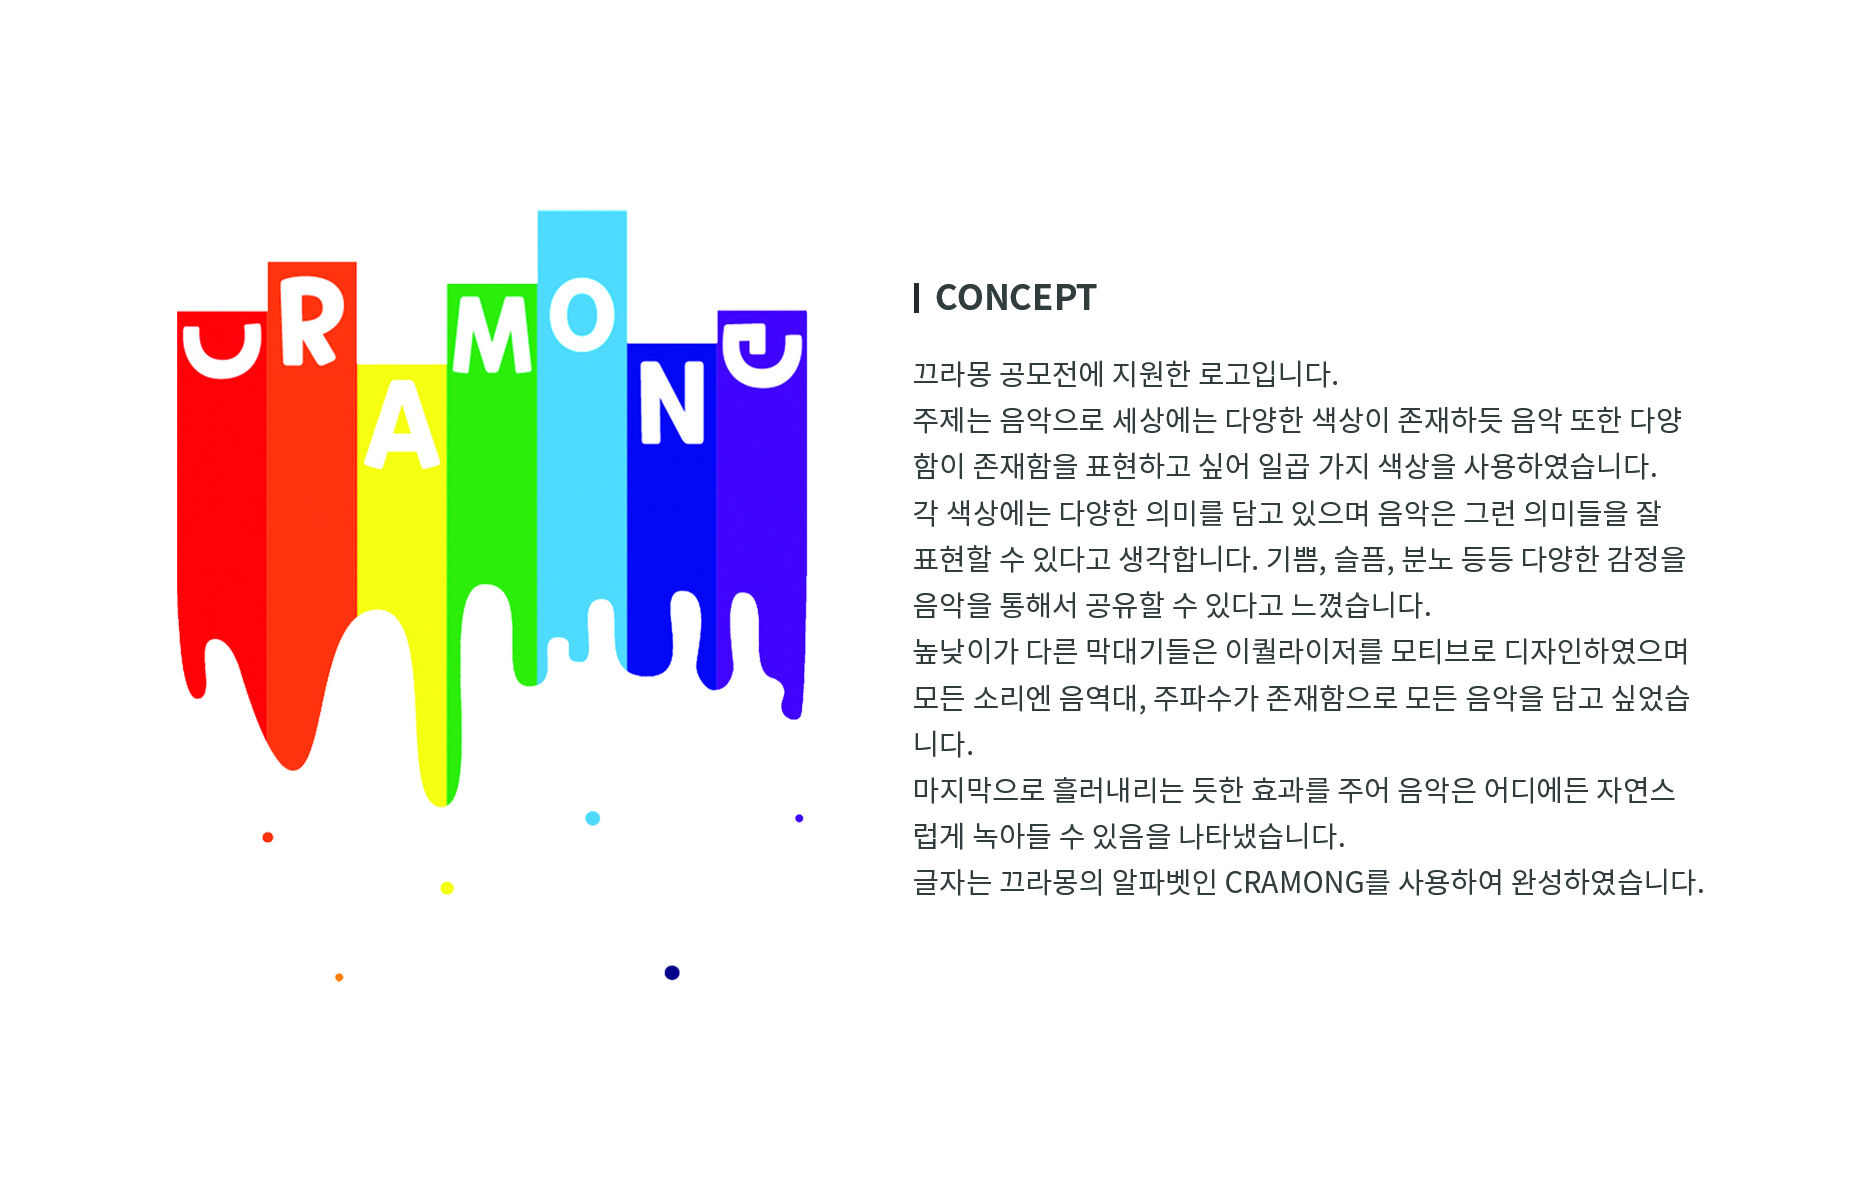 CRAMONG
CONCEPT
끄라몽 공모전에 지원한 로고입니다.
주제는 음악으로 세상에는 다양한 색상이 존재하듯 음악 또한 다양
함이 존재함을 표현하고 싶어 일곱 가지 색상을 사용하였습니다.
각 색상에는 다양한 의미를 담고 있으며 음악은 그런 의미들을 잘
표현할 수 있다고 생각합니다. 기쁨, 슬픔, 분노 등등 다양한 감정을
음악을 통해서 공유할 수 있다고 느꼈습니다.
높낮이가 다른 막대기들은 이퀄라이저를 모티브로 디자인하였으며
모든 소리엔 음역대, 주파수가 존재함으로 모든 음악을 담고 싶었습
니다.
마지막으로 흘러내리는 듯한 효과를 주어 음악은 어디에든 자연스
럽게 녹아들 수 있음을 나타냈습니다.
글자는 끄라몽의 알파벳인 CRAMONG를 사용하여 완성하였습니다.